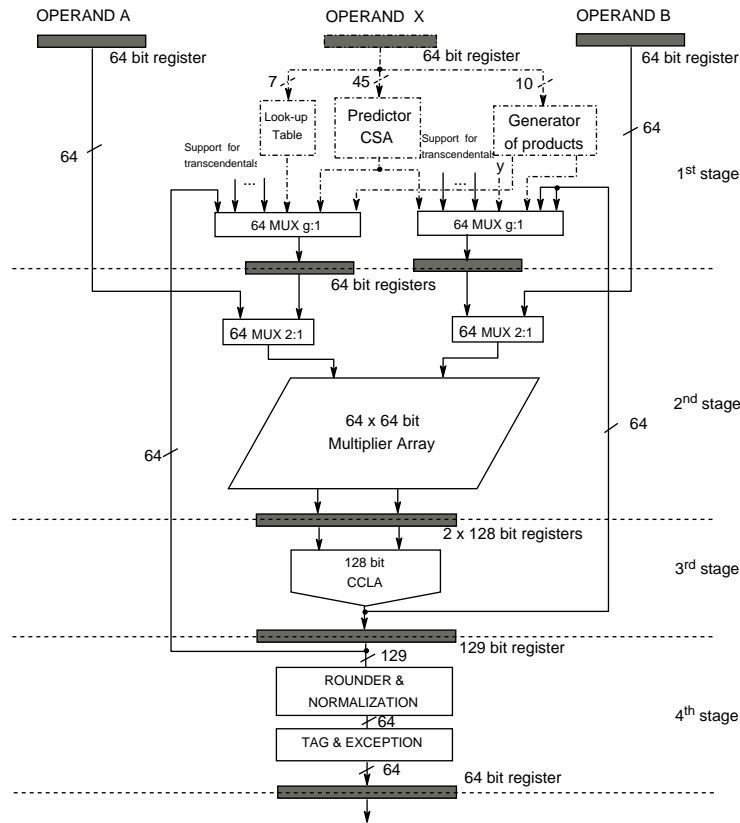 OPERAND A
OPERAND X
OPERAND B
64 bit register
64 bit register
64 bit register
7
45
10
Look-up
Table
Predictor
CSA
Generator
of products
Support for
transcendentals
...
Support for
transcendentals
...
y
64
64
1st stage
64 MUX g:1
64 MUX g:1
64 bit registers
64 MUX 2:1
64 MUX 2:1
2nd stage
64 x 64 bit
Multiplier Array
64
64
2 x 128 bit registers
128 bit
CCLA
3rd stage
129 bit register
129
ROUNDER &
NORMALIZATION
64
4th stage
TAG & EXCEPTION
64
64 bit register